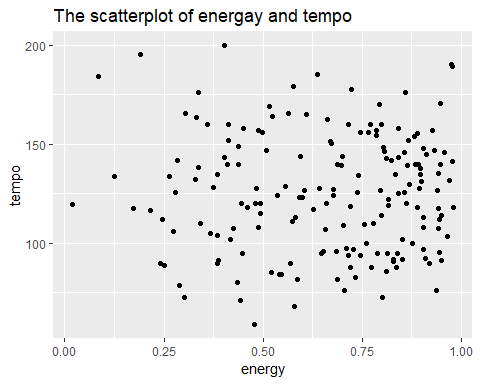 The scatterplot of energay and tempo
200
150
100
tempo
0.00 0.25 0.50 0.75 1.00
energy